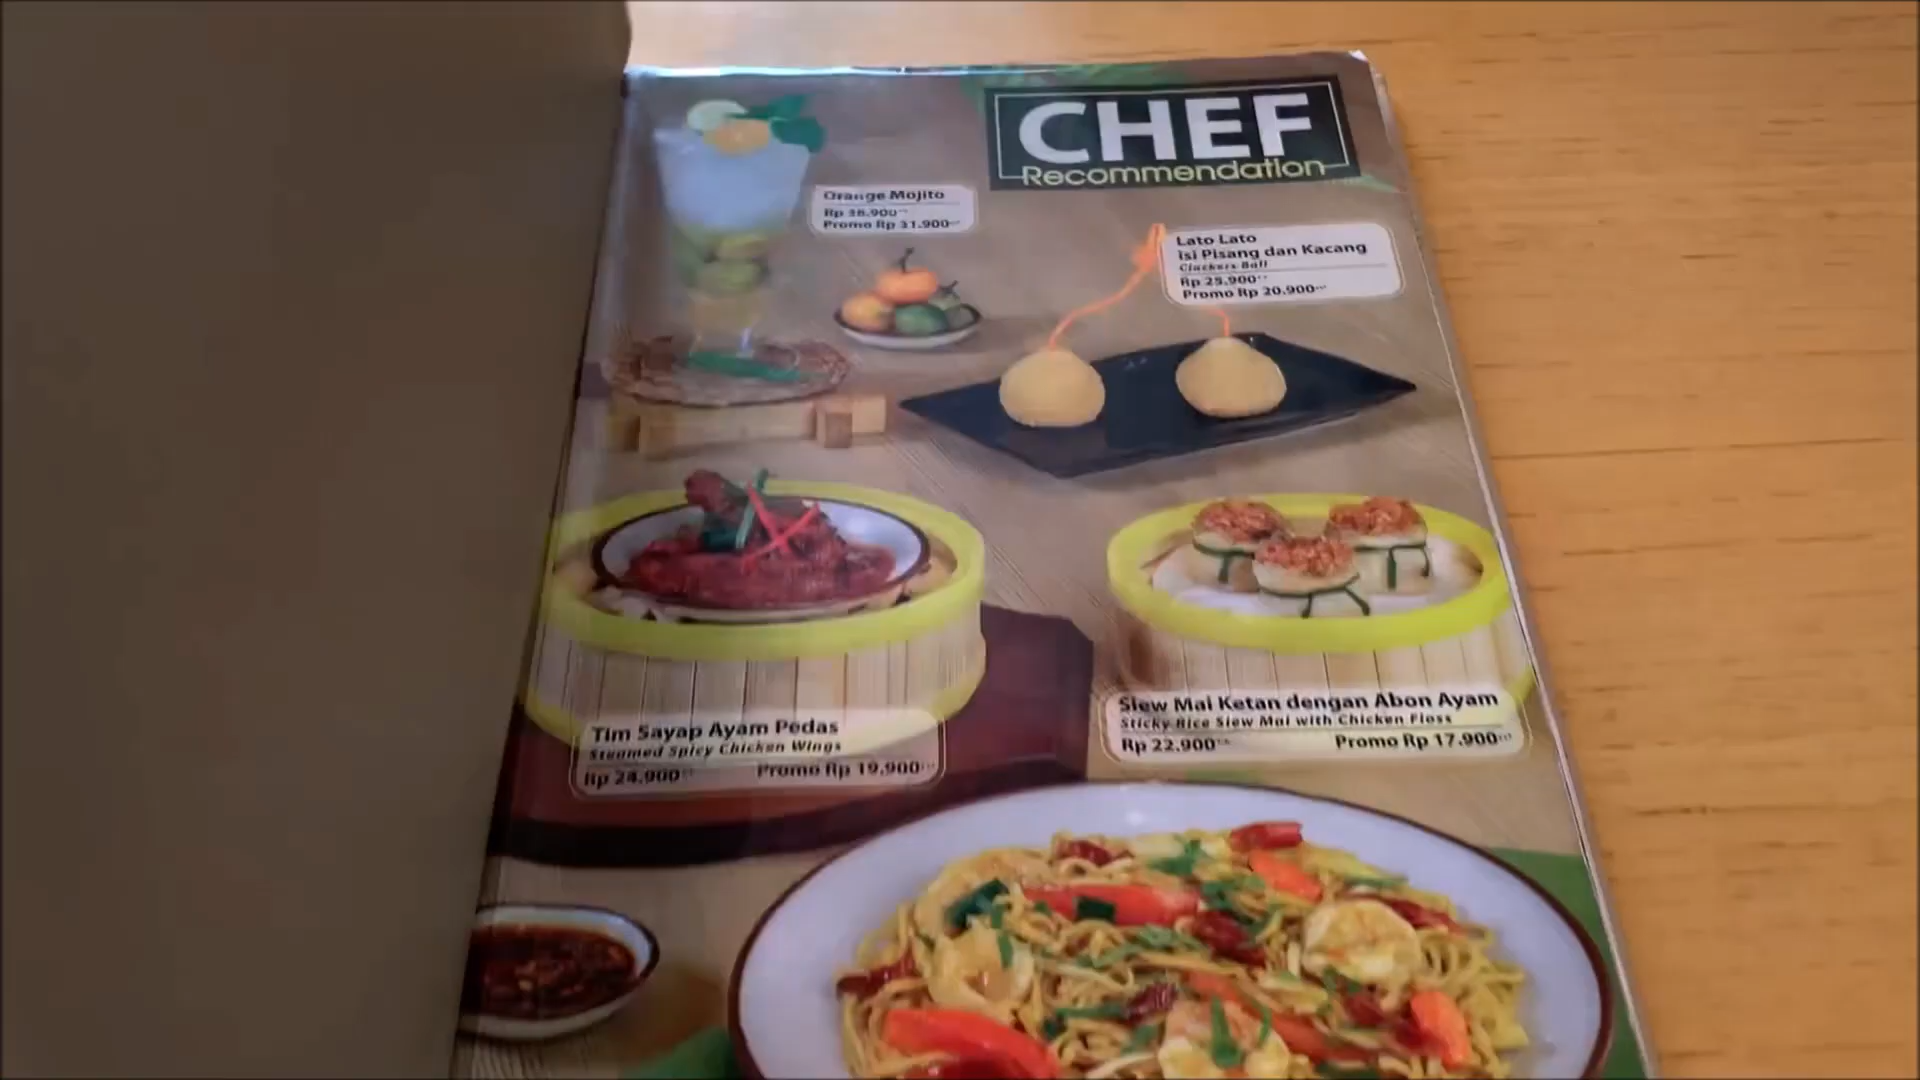 CHEF
Recommendation
Orange Mojito
Rp 38.900
Promo Rp 31.900
Lato Lato
isi Pisang dan Kacang
Clackers Ball
Rp 25.900
Promo Rp 20.900
Tim Sayap Ayam Pedas
Steamed Spicy Chicken Wings
Rp 24.900
Promo Rp 19.900
Siew Mai Ketan dengan Abon Ayam
Sticky Rice Siew Mai with Chicken Floss
Rp 22.900
Promo Rp 17.900